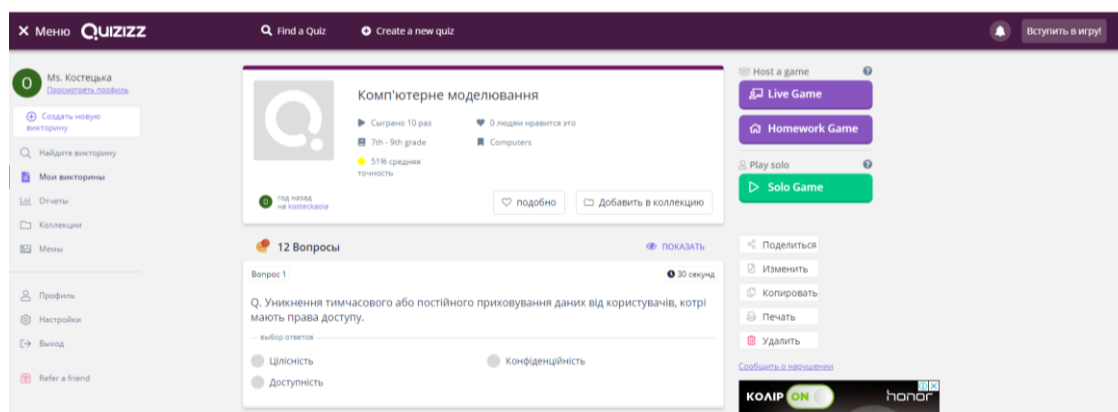 ✕ Меню QUIZIZZ
Find a Quiz
Create a new quiz
Вступить в игру!
O
Ms. Костецька
Просмотреть профиль
Создать новую
викторину
Найдите викторину
Мои викторины
Отчеты
Коллекции
Мемы
Профиль
Настройки
Выход
Refer a friend
Комп'ютерне моделювання
Сыграно 10 раз
0 людям нравится это
7th - 9th grade
Computers
51% средняя
точность
O
год назад
на kosteckaola
подобно
Добавить в коллекцию
12 Вопросы
ПОКАЗАТЬ
Вопрос 1
30 секунд
Q. Уникнення тимчасового або постійного приховування даних від користувачів, котрі
мають права доступу.
выбор ответов
Цілісність
Конфіденційність
Доступність
Host a game
Live Game
Homework Game
Play solo
Solo Game
Поделиться
Изменить
Копировать
Печать
Удалить
Сообщить о нарушении
КОЛІР ON
honor